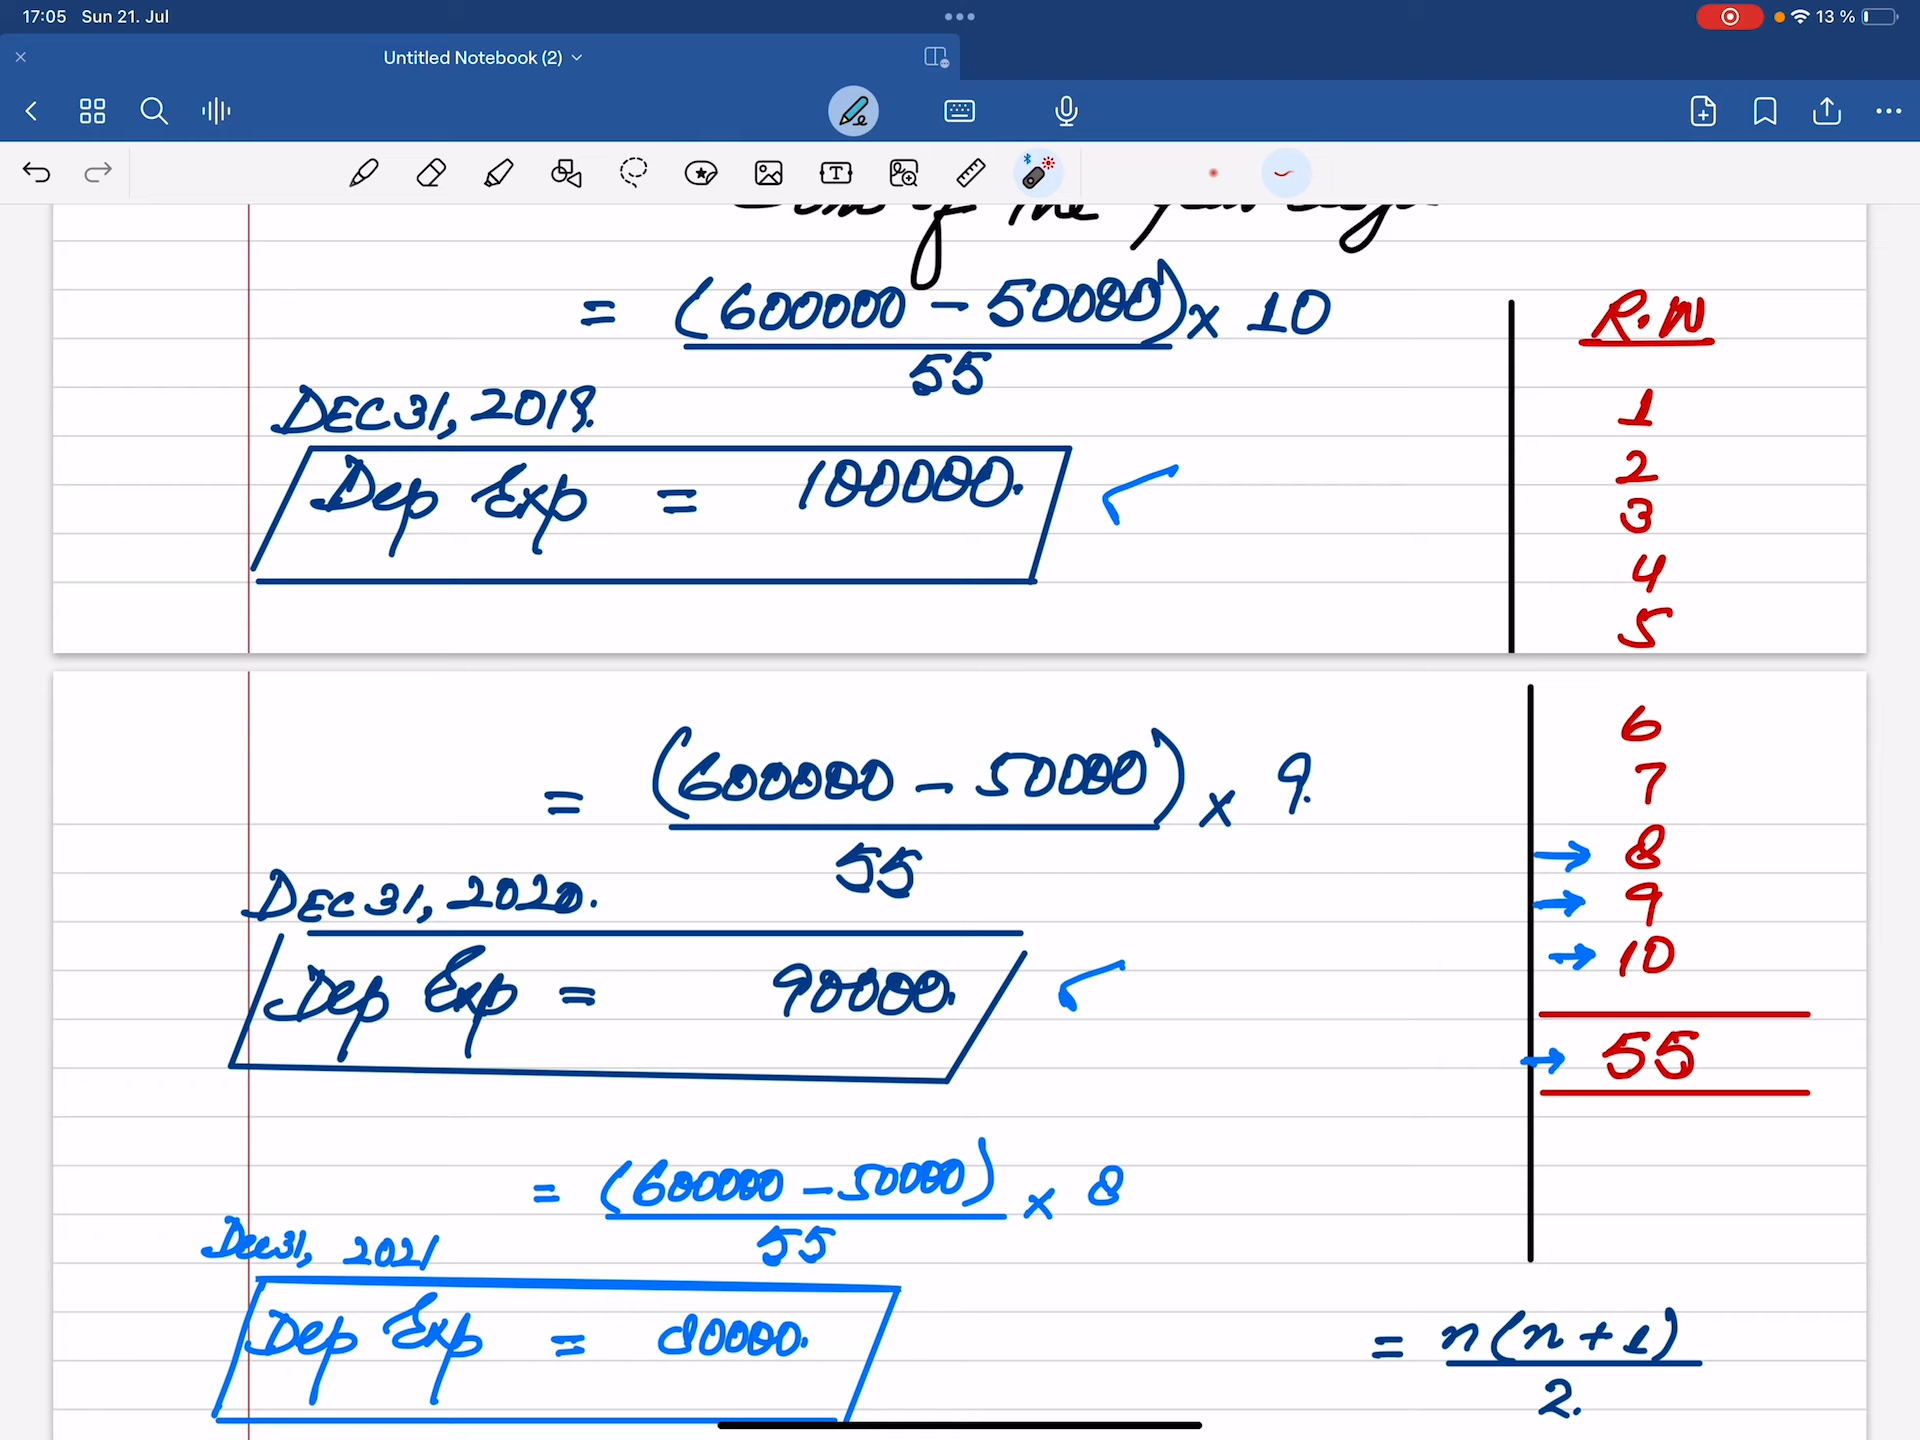 17:05 Sun 21. Jul
13 %
Untitled Notebook (2)
of the
= (600000 - 50000) x 10
55
DEC 31, 2019.
Dep Exp = 100000.
R.N
1
2
3
4
5
= (600000 - 50000) x 9.
55
DEC 31, 2020.
Dep Exp = 90000.
6
7
8
9
10
55
= (600000 - 50000) x 8
55
Dec 31, 2021
Dep Exp = 80000.
= n(n+1)
2.